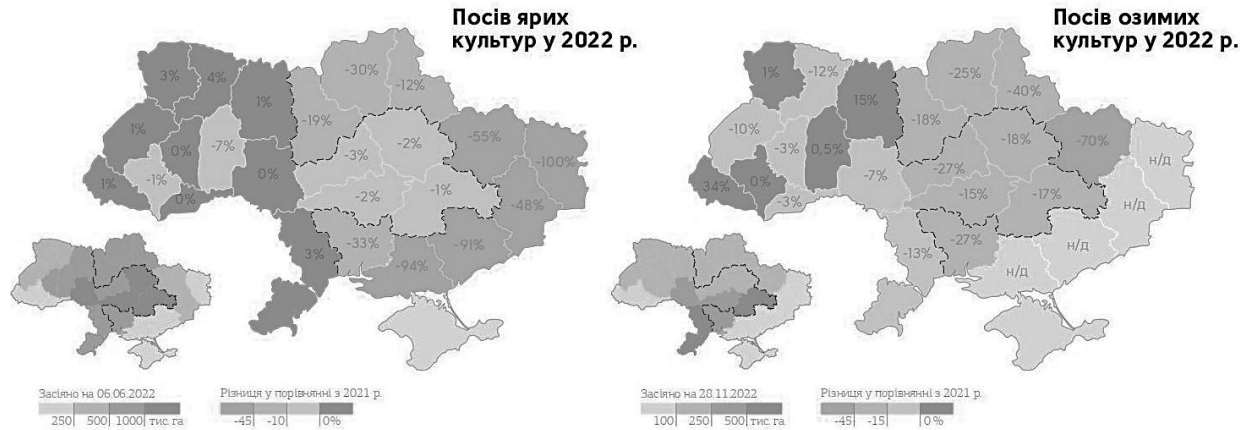 Посів ярих
культур у 2022 р.
3%
4%
1%
-30%
-12%
-19%
1%
0%
-7%
-3%
-2%
-55%
-100%
1%
-1%
0%
0%
-2%
-1%
-48%
3%
-33%
-94%
-91%
Засіяно на 06.06.2022
250 500 1000 тис. га
Різниця у порівнянні з 2021 р.
-45 -10 0%
Посів озимих
культур у 2022 р.
1%
-12%
15%
-25%
-40%
-18%
-10%
-3%
0,5%
-7%
-27%
-18%
-70%
н/д
34%
0%
-3%
-15%
-17%
н/д
-13%
-27%
н/д
н/д
Засіяно на 28.11.2022
100 250 500 тис. га
Різниця у порівнянні з 2021 р.
-45 -15 0 %